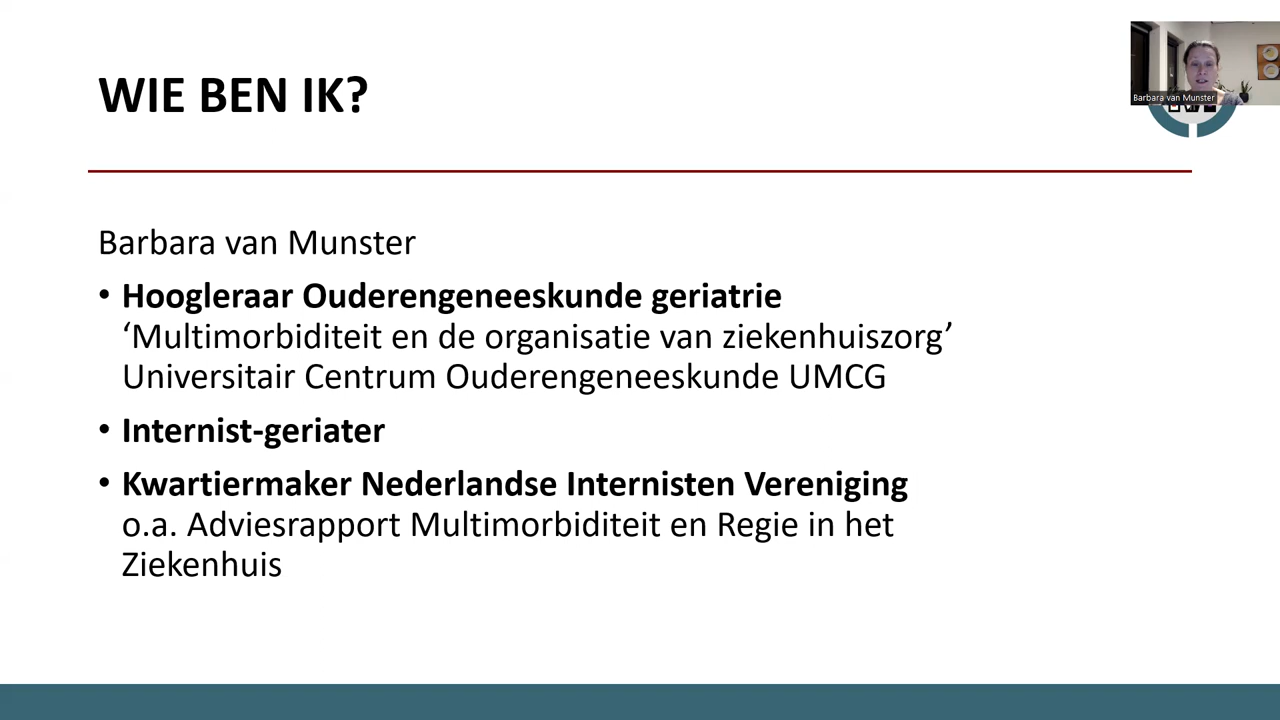 WIE BEN IK?
Barbara van Munster
Barbara van Munster
• Hoogleraar Ouderengeneeskunde geriatrie
‘Multimorbiditeit en de organisatie van ziekenhuiszorg’
Universitair Centrum Ouderengeneeskunde UMCG
• Internist-geriater
• Kwartiermaker Nederlandse Internisten Vereniging
o.a. Adviesrapport Multimorbiditeit en Regie in het
Ziekenhuis